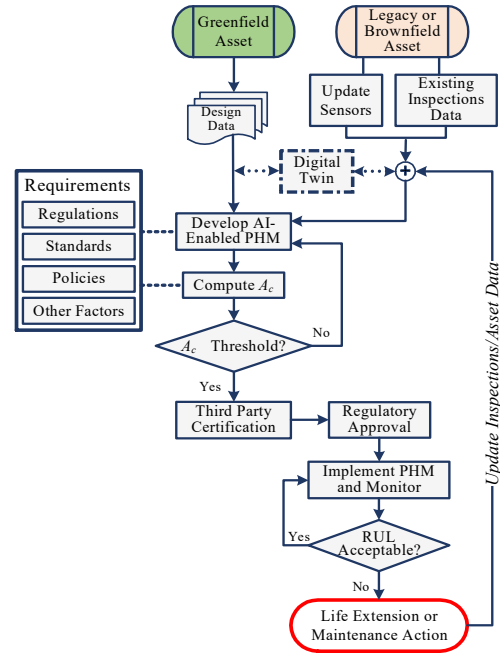 Greenfield
Asset
Legacy or
Brownfield
Asset
Design
Data
Update
Sensors
Existing
Inspections
Data
Digital
Twin
Requirements
Regulations
Standards
Policies
Other Factors
Develop AI-
Enabled PHM
Compute A_c
A_c Threshold?
No
Yes
Third Party
Certification
Regulatory
Approval
Implement PHM
and Monitor
Yes
RUL
Acceptable?
No
Life Extension or
Maintenance Action
Update Inspections/Asset Data